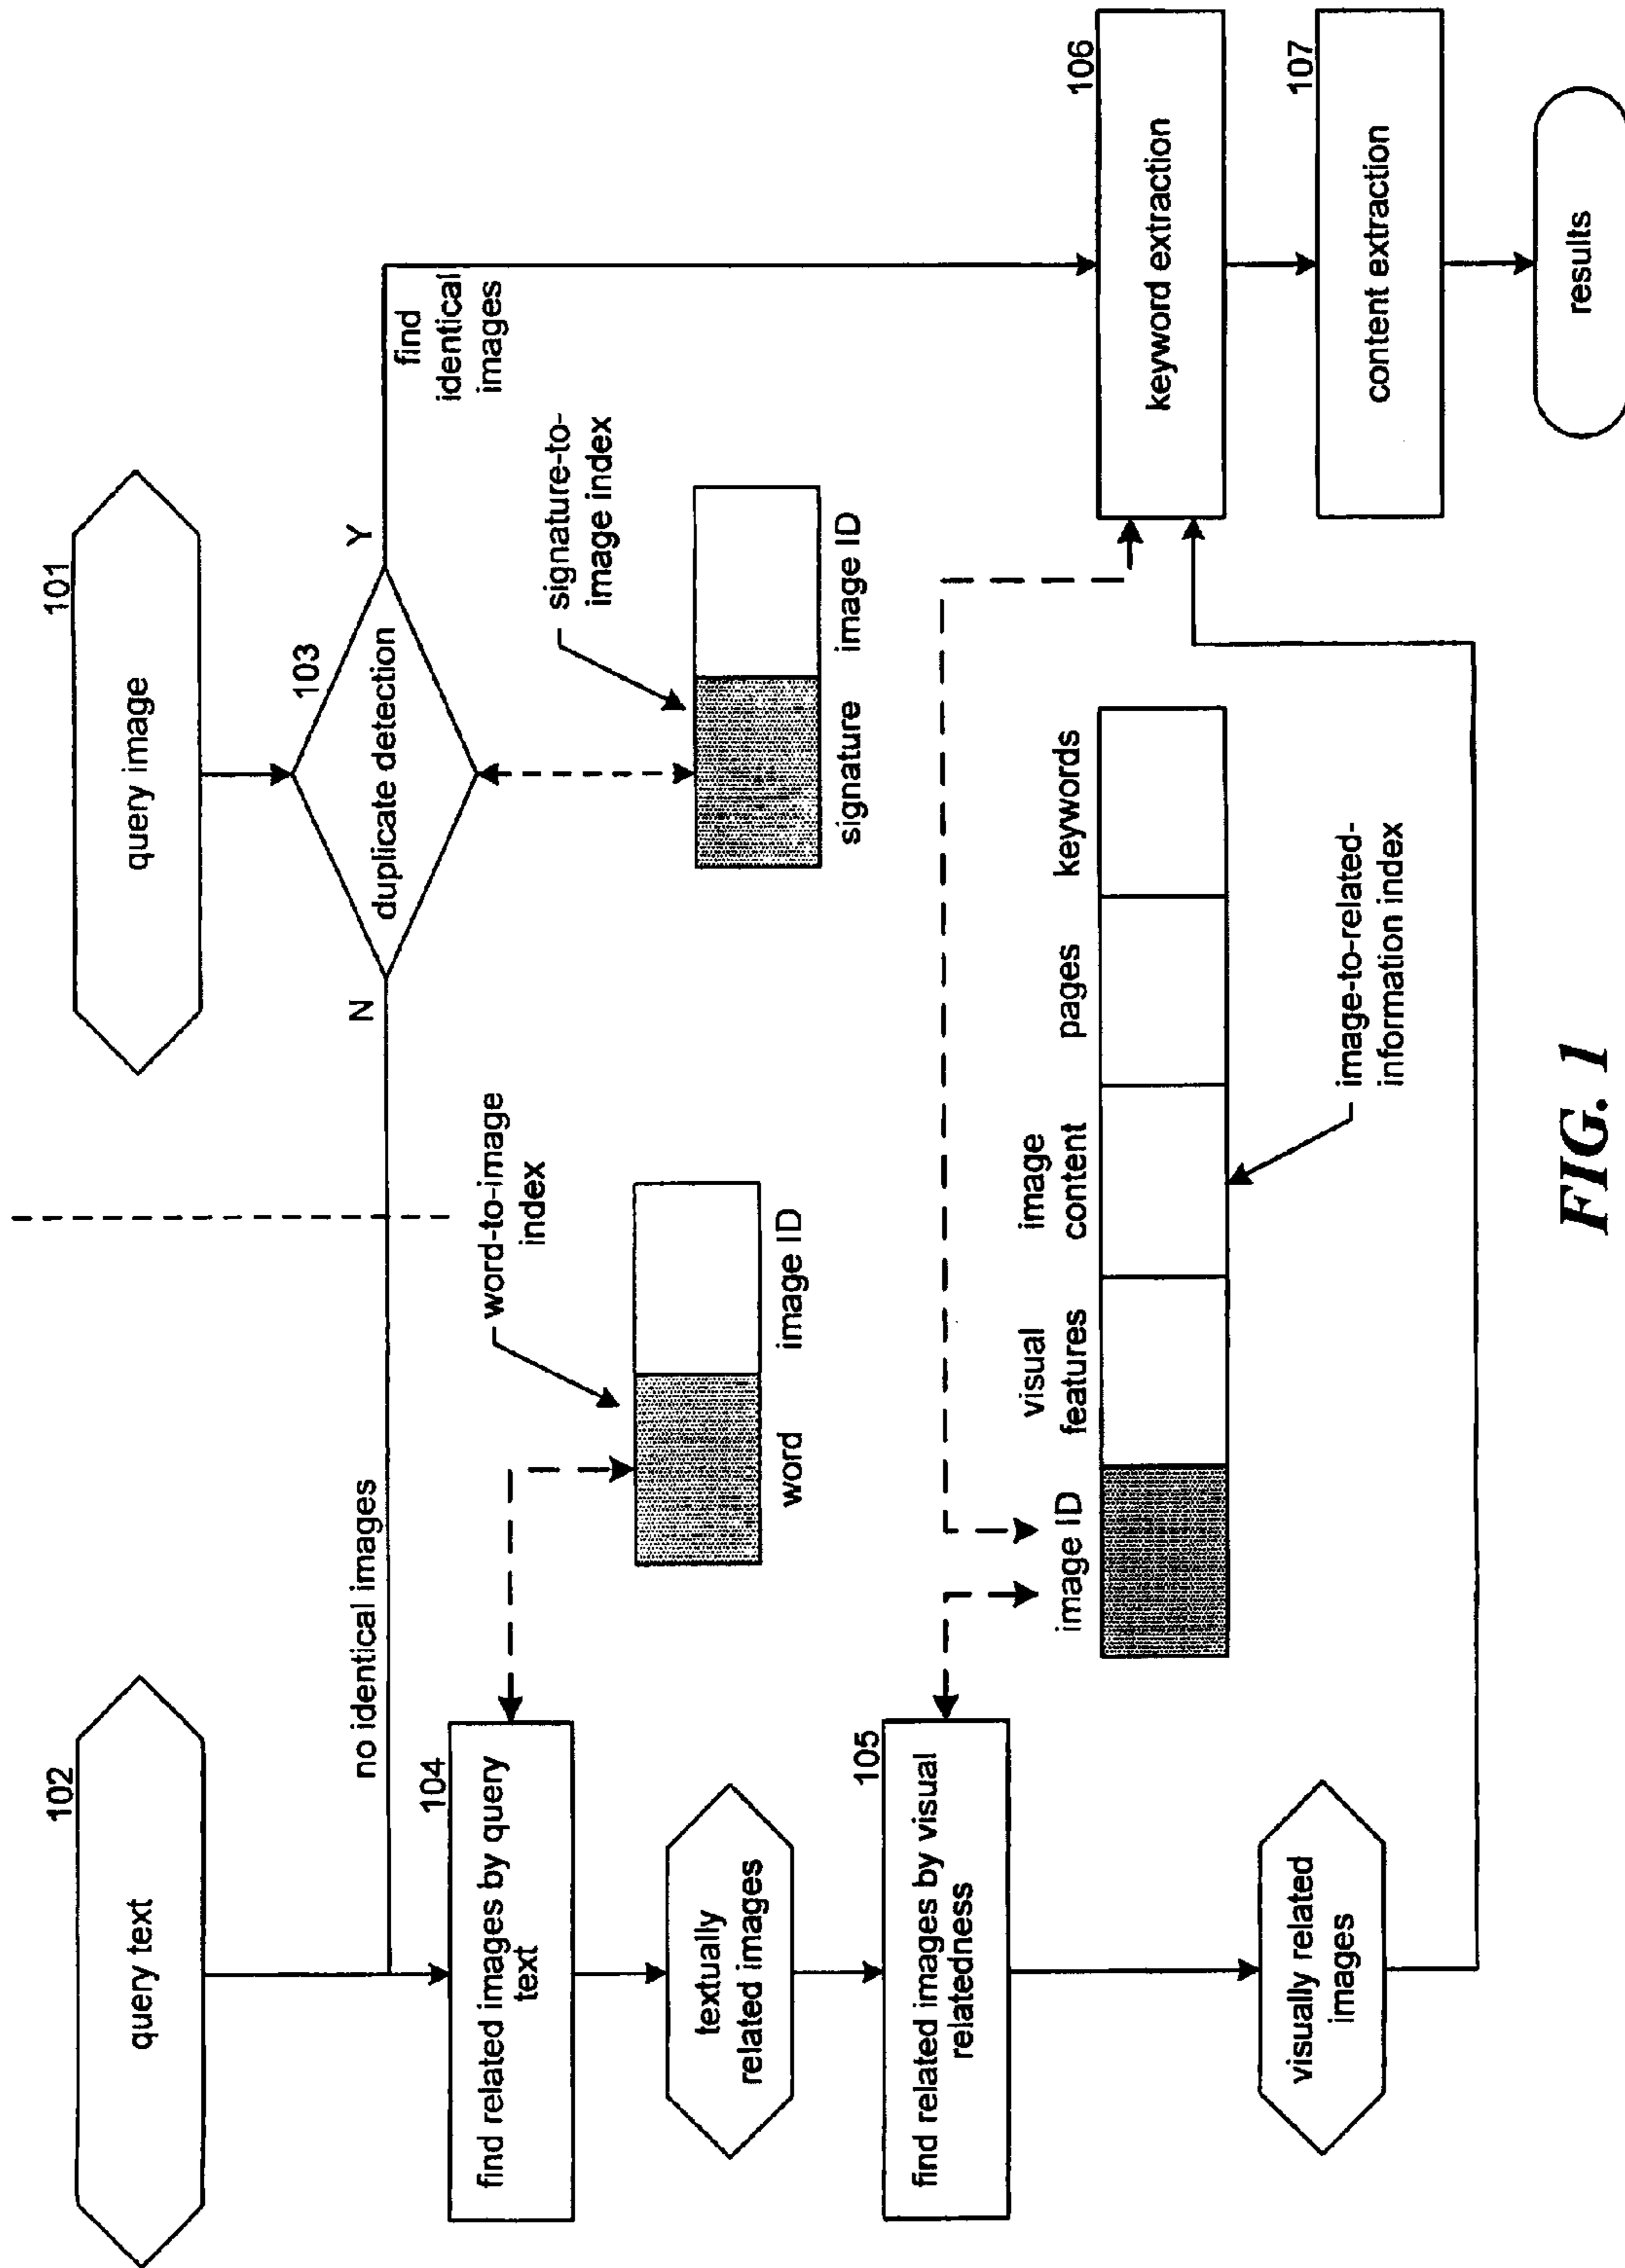 102
query text
101
query image
no identical images
N
103
duplicate detection
Y
find
identical
images
104
find related images by query
text
word-to-image
index
word
image ID
signature-to-
image index
signature
image ID
textually
related images
105
find related images by visual
relatedness
image ID
visual
features
image
content
pages
keywords
image-to-related-
information index
visually related
images
106
keyword extraction
107
content extraction
results
FIG. 1